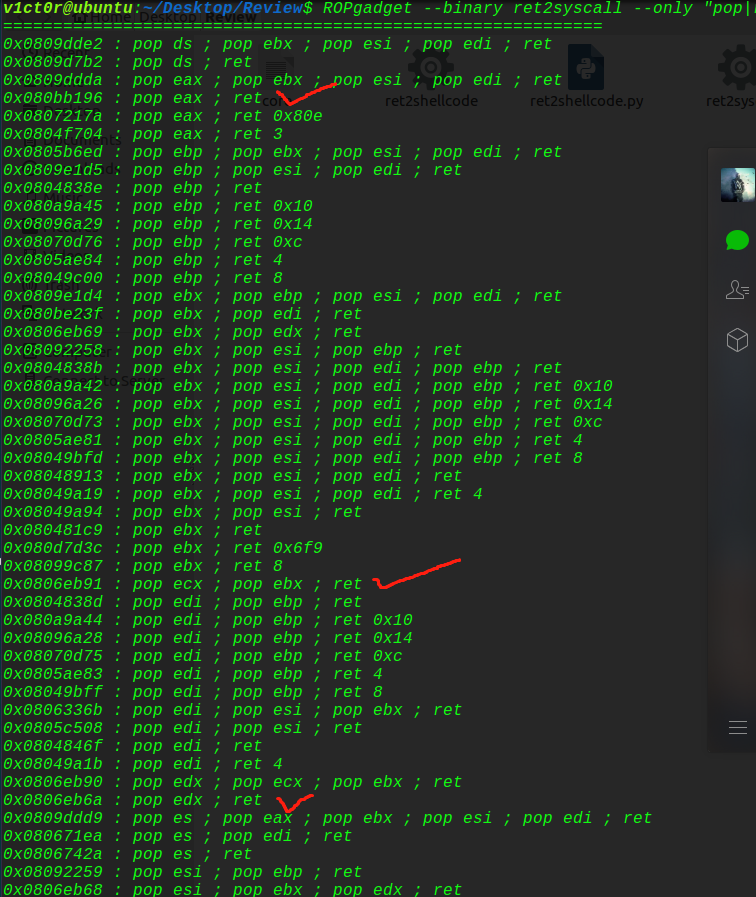 v1ct0r@ubuntu:~/Desktop/Review$ ROPgadget --binary ret2syscall --only "pop|
============================================================
0x0809dde2 : pop ds ; pop ebx ; pop esi ; pop edi ; ret
0x0809d7b2 : pop ds ; ret
0x0809ddda : pop eax ; pop ebx ; pop esi ; pop edi ; ret
0x080bb196 : pop eax ; ret
ret2shellcode
ret2shellcode.py
0x0807217a : pop eax ; ret 0x80e
0x0804f704 : pop eax ; ret 3
0x0805b6ed : pop ebp ; pop ebx ; pop esi ; pop edi ; ret
0x0809e1d5 : pop ebp ; pop esi ; pop edi ; ret
0x0804838e : pop ebp ; ret
0x080a9a45 : pop ebp ; ret 0x10
0x08096a29 : pop ebp ; ret 0x14
0x08070d76 : pop ebp ; ret 0xc
0x0805ae84 : pop ebp ; ret 4
0x08049c00 : pop ebp ; ret 8
0x0809e1d4 : pop ebx ; pop ebp ; pop esi ; pop edi ; ret
0x080be23f : pop ebx ; pop edi ; ret
0x0806eb69 : pop ebx ; pop edx ; ret
0x08092258 : pop ebx ; pop esi ; pop ebp ; ret
0x0804838b : pop ebx ; pop esi ; pop edi ; pop ebp ; ret
0x080a9a42 : pop ebx ; pop esi ; pop edi ; pop ebp ; ret 0x10
0x08096a26 : pop ebx ; pop esi ; pop edi ; pop ebp ; ret 0x14
0x08070d73 : pop ebx ; pop esi ; pop edi ; pop ebp ; ret 0xc
0x0805ae81 : pop ebx ; pop esi ; pop edi ; pop ebp ; ret 4
0x08049bfd : pop ebx ; pop esi ; pop edi ; pop ebp ; ret 8
0x08048913 : pop ebx ; pop esi ; pop edi ; ret
0x08049a19 : pop ebx ; pop esi ; pop edi ; ret 4
0x08049a94 : pop ebx ; pop esi ; ret
0x080481c9 : pop ebx ; ret
0x080d7d3c : pop ebx ; ret 0x6f9
0x08099c87 : pop ebx ; ret 8
0x0806eb91 : pop ecx ; pop ebx ; ret
0x0804838d : pop edi ; pop ebp ; ret
0x080a9a44 : pop edi ; pop ebp ; ret 0x10
0x08096a28 : pop edi ; pop ebp ; ret 0x14
0x08070d75 : pop edi ; pop ebp ; ret 0xc
0x0805ae83 : pop edi ; pop ebp ; ret 4
0x08049bff : pop edi ; pop ebp ; ret 8
0x0806336b : pop edi ; pop esi ; pop ebx ; ret
0x0805c508 : pop edi ; pop esi ; ret
0x0804846f : pop edi ; ret
0x08049a1b : pop edi ; ret 4
0x0806eb90 : pop edx ; pop ecx ; pop ebx ; ret
0x0806eb6a : pop edx ; ret
0x0809ddd9 : pop es ; pop eax ; pop ebx ; pop esi ; pop edi ; ret
0x080671ea : pop es ; pop edi ; ret
0x0806742a : pop es ; ret
0x08092259 : pop esi ; pop ebp ; ret
0x0806eb68 : pop esi ; pop ebx ; pop edx ; ret